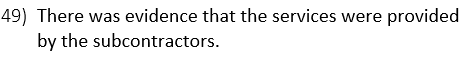 49) There was evidence that the services were provided
by the subcontractors.